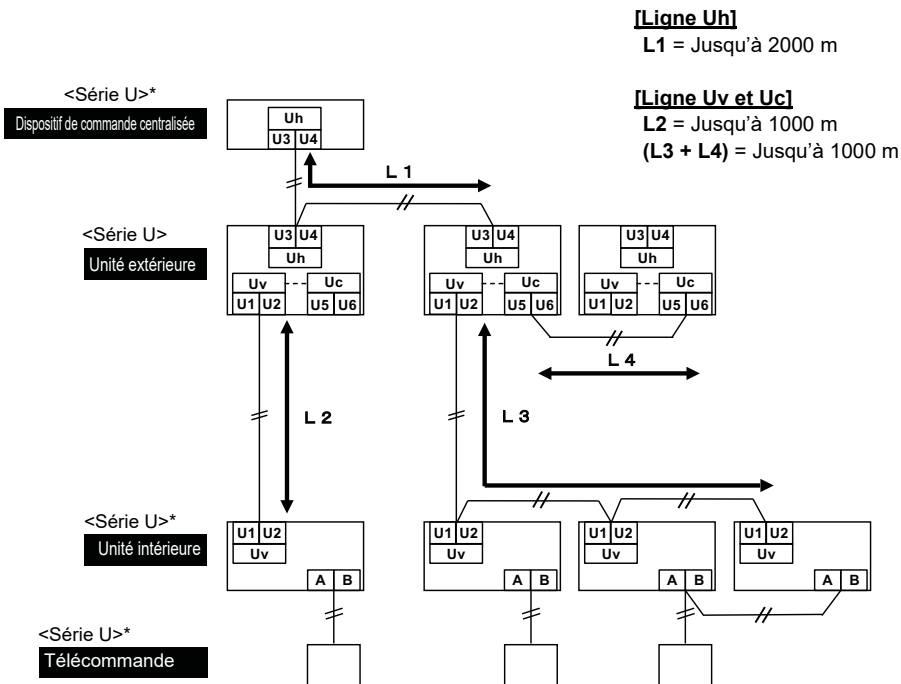 [Ligne Uh]
L1 = Jusqu’à 2000 m
[Ligne Uv et Uc]
L2 = Jusqu’à 1000 m
(L3 + L4) = Jusqu’à 1000 m
<Série U>*
Dispositif de commande centralisée
Uh
U3 U4
L 1
<Série U>
Unité extérieure
U3 U4
Uh
Uv Uc
U1 U2 U5 U6
U3 U4
Uh
Uv Uc
U1 U2 U5 U6
U3 U4
Uh
Uv Uc
U1 U2 U5 U6
L 4
L 2
L 3
<Série U>*
Unité intérieure
U1 U2
Uv
A B
U1 U2
Uv
A B
U1 U2
Uv
A B
U1 U2
Uv
A B
<Série U>*
Télécommande